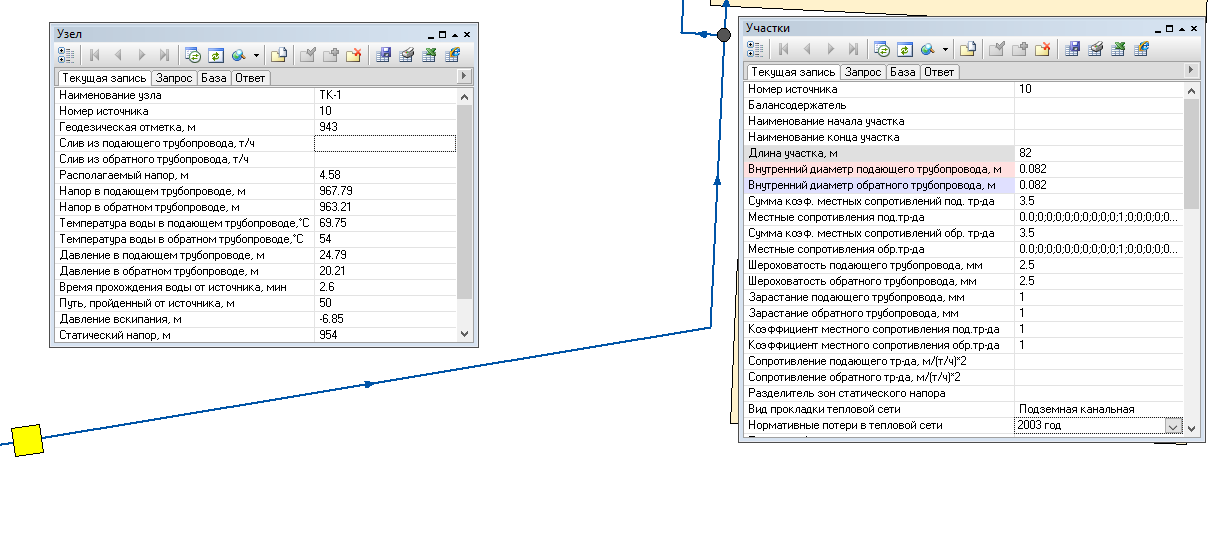 Узел
Текущая запись Запрос База Ответ
Наименование узла ТК-1
Номер источника 10
Геодезическая отметка, м 943
Слив из подающего трубопровода, т/ч
Слив из обратного трубопровода, т/ч
Располагаемый напор, м 4.58
Напор в подающем трубопроводе, м 967.79
Напор в обратном трубопроводе, м 963.21
Температура воды в подающем трубопроводе,°C 69.75
Температура воды в обратном трубопроводе,°C 54
Давление в подающем трубопроводе, м 24.79
Давление в обратном трубопроводе, м 20.21
Время прохождения воды от источника, мин 2.6
Путь, пройденный от источника, м 50
Давление вскипания, м -6.85
Статический напор, м 954
Участки
Текущая запись Запрос База Ответ
Номер источника 10
Балансодержатель
Наименование начала участка
Наименование конца участка
Длина участка, м 82
Внутренний диаметр подающего трубопровода, м 0.082
Внутренний диаметр обратного трубопровода, м 0.082
Сумма коэф. местных сопротивлений под. тр-да 3.5
Местные сопротивления под.тр-да 0.0;0;0;0;0;0;0;0;0;0;1;0;0;0;0;0...
Сумма коэф. местных сопротивлений обр. тр-да 3.5
Местные сопротивления обр.тр-да 0.0;0;0;0;0;0;0;0;0;0;1;0;0;0;0;0...
Шероховатость подающего трубопровода, мм 2.5
Шероховатость обратного трубопровода, мм 2.5
Зарастание подающего трубопровода, мм 1
Зарастание обратного трубопровода, мм 1
Коэффициент местного сопротивления под.тр-да 1
Коэффициент местного сопротивления обр.тр-да 1
Сопротивление подающего тр-да, м/(т/ч)*2
Сопротивление обратного тр-да, м/(т/ч)*2
Разделитель зон статического напора
Вид прокладки тепловой сети Подземная канальная
Нормативные потери в тепловой сети 2003 год